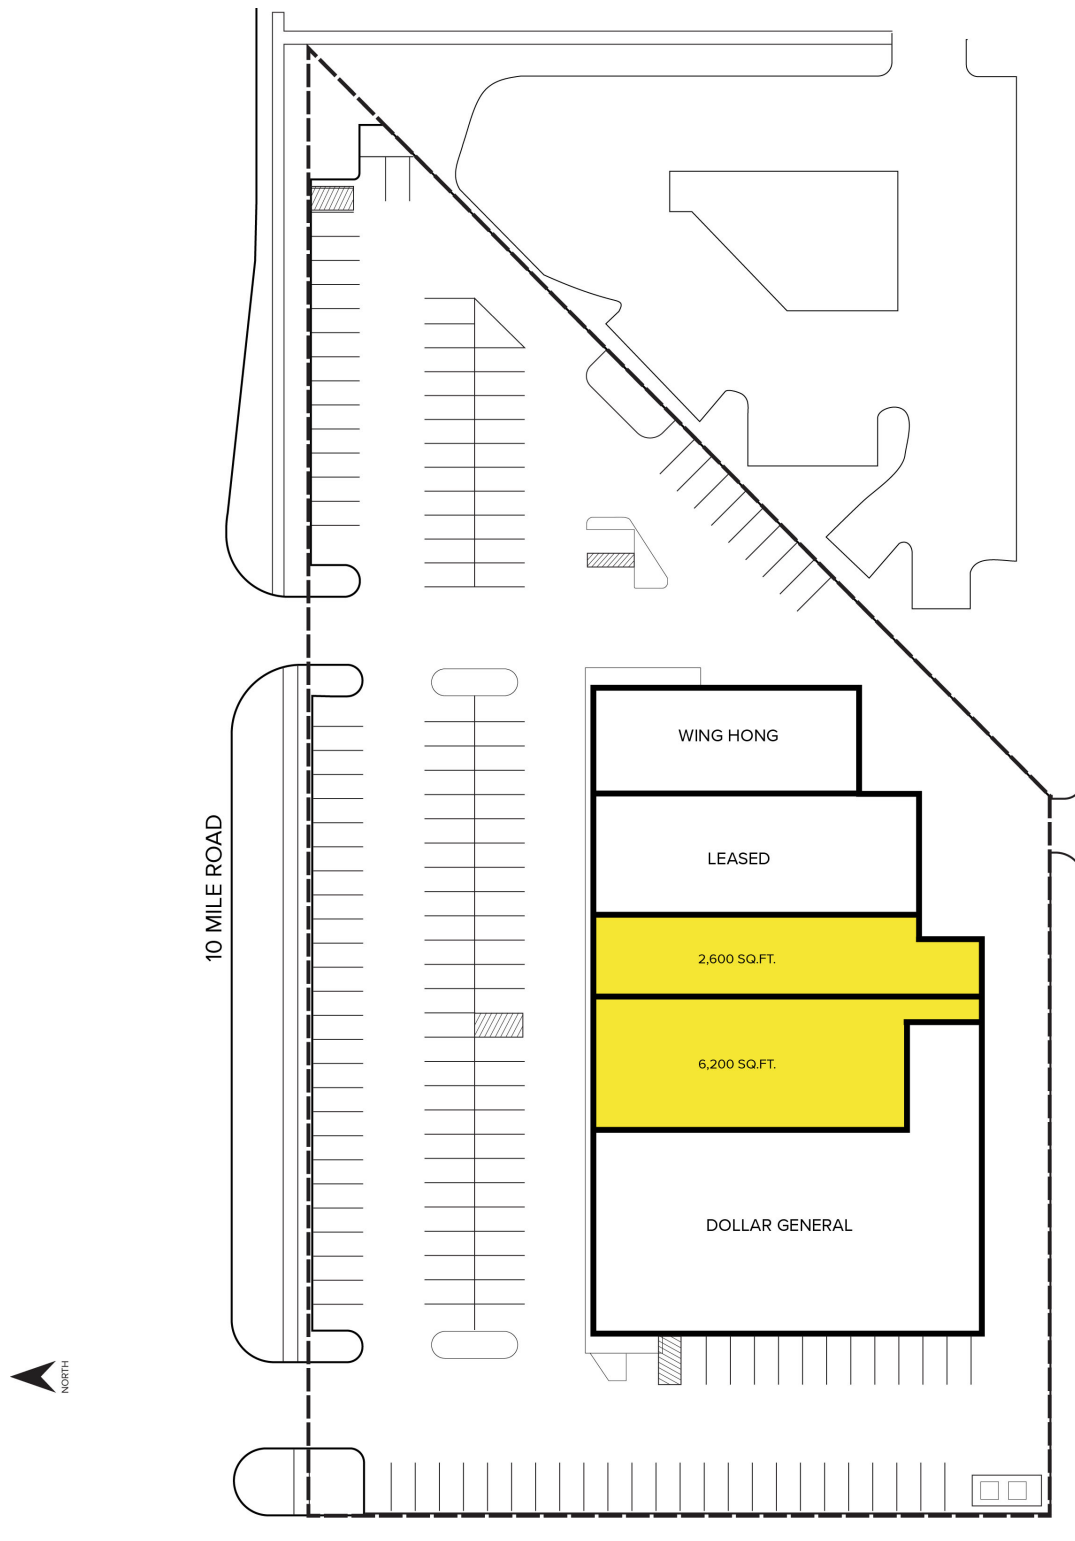 WING HONG
LEASED
10 MILE ROAD
2,600 SQ.FT.
6,200 SQ.FT.
DOLLAR GENERAL
NORTH